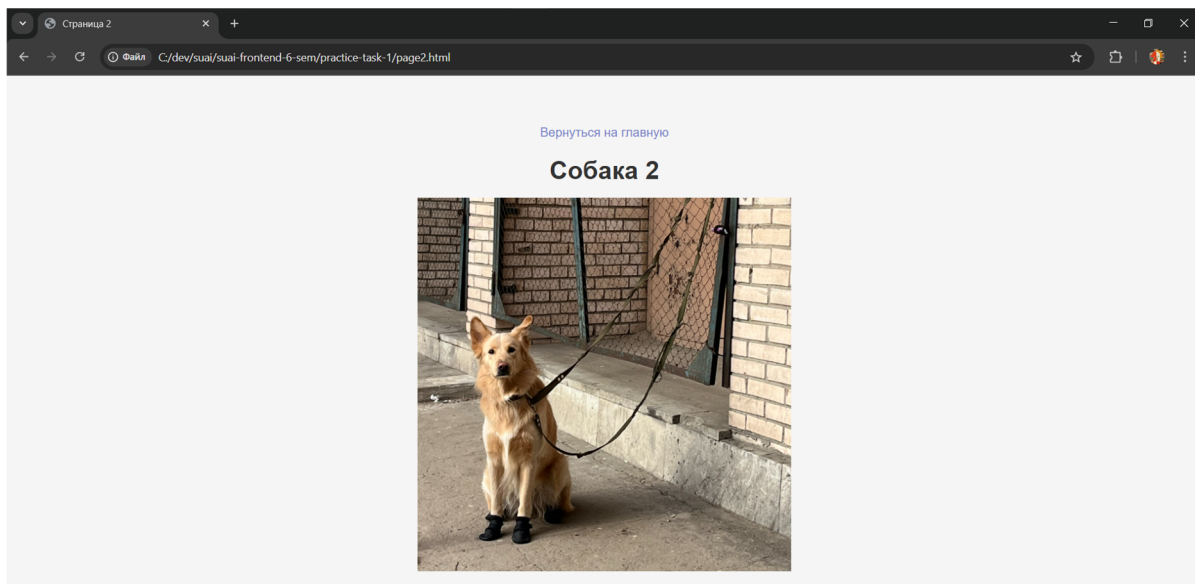 Страница 2
Файл C:/dev/suai/suai-frontend-6-sem/practice-task-1/page2.html
Вернуться на главную
Собака 2